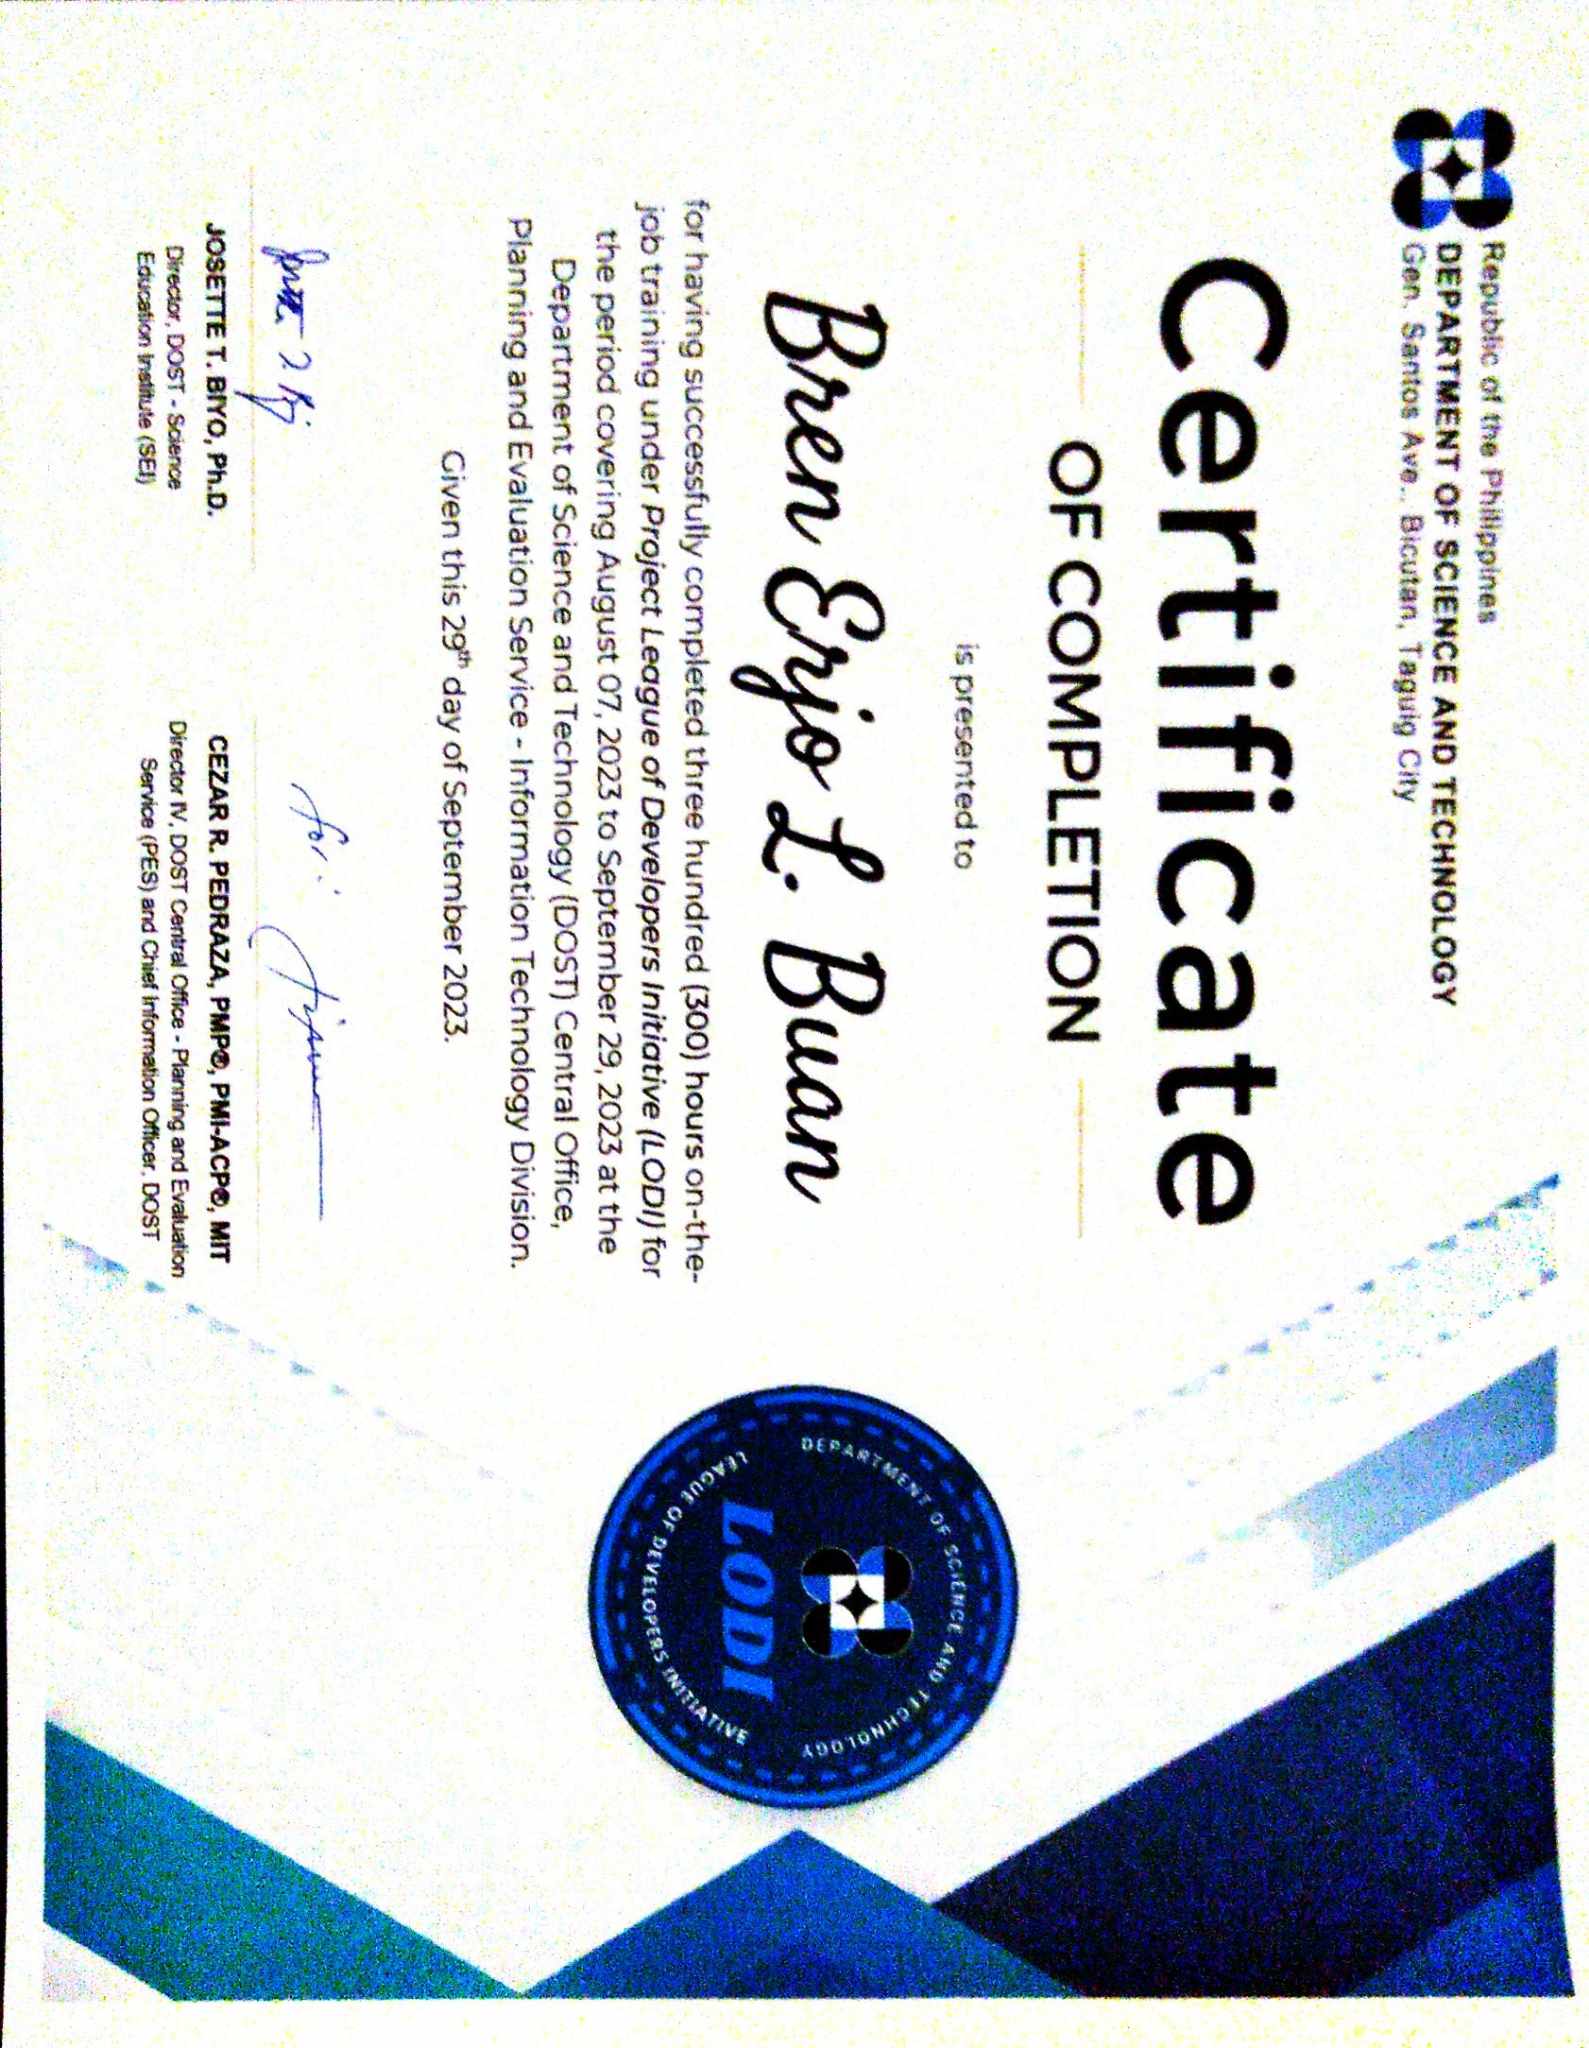 Republic of the Philippines
DEPARTMENT OF SCIENCE AND TECHNOLOGY
Gen. Santos Ave., Bicutan, Taguig City
Certificate
OF COMPLETION
is presented to
Bren Erjo L. Buan
for having successfully completed three hundred (300) hours on-the-
job training under Project League of Developers Initiative (LODI) for
the period covering August 07, 2023 to September 29, 2023 at the
Department of Science and Technology (DOST) Central Office,
Planning and Evaluation Service - Information Technology Division.
Given this 29th day of September 2023.
DEPARTMENT OF SCIENCE AND TECHNOLOGY
LODI
LEAGUE OF DEVELOPERS INITIATIVE
for:
JOSETTE T. BIYO, Ph.D.
Director, DOST - Science
Education Institute (SEI)
CEZAR R. PEDRAZA, PMP®, PMI-ACP®, MIT
Director IV, DOST Central Office - Planning and Evaluation
Service (PES) and Chief Information Officer, DOST